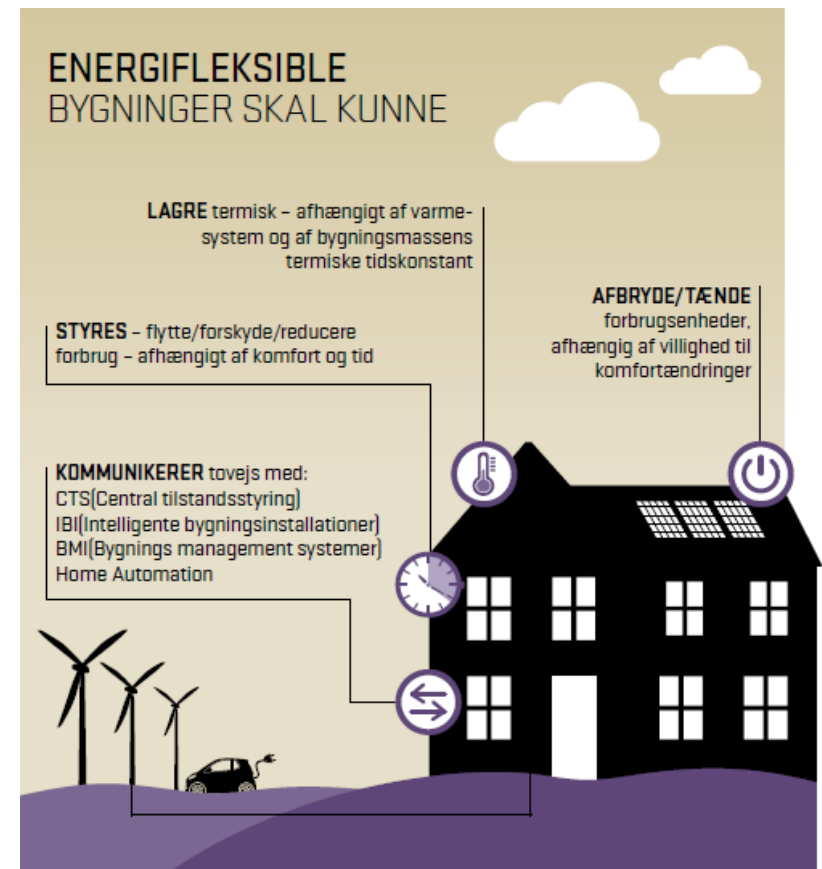 ENERGIFLEKSIBLE
BYGNINGER SKAL KUNNE
LAGRE termisk – afhængigt af varme-
system og af bygningsmassens
termiske tidskonstant
AFBRYDE/TÆNDE
forbrugsenheder,
afhængig af villighed til
komfortændringer
STYRES – flytte/forskyde/reducere
forbrug – afhængigt af komfort og tid
KOMMUNIKERER tovejs med:
CTS(Central tilstandsstyring)
IBI(Intelligente bygningsinstallationer)
BMI(Bygnings management systemer)
Home Automation